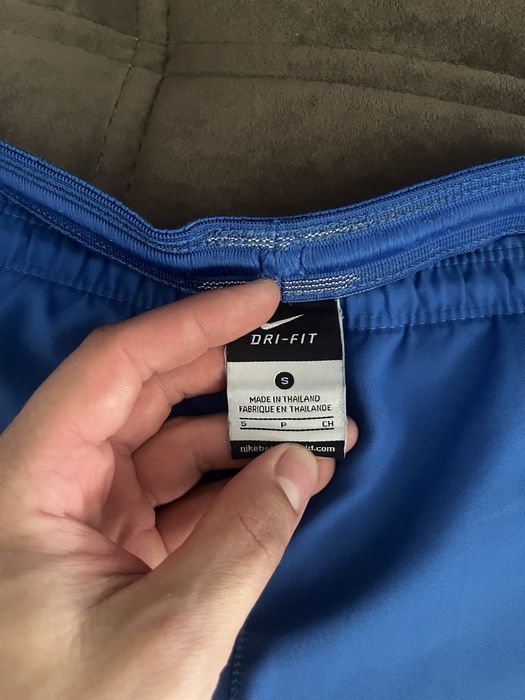 DRI-FIT
S
MADE IN THAILAND
FABRIQUE EN THAILANDE
S P CH